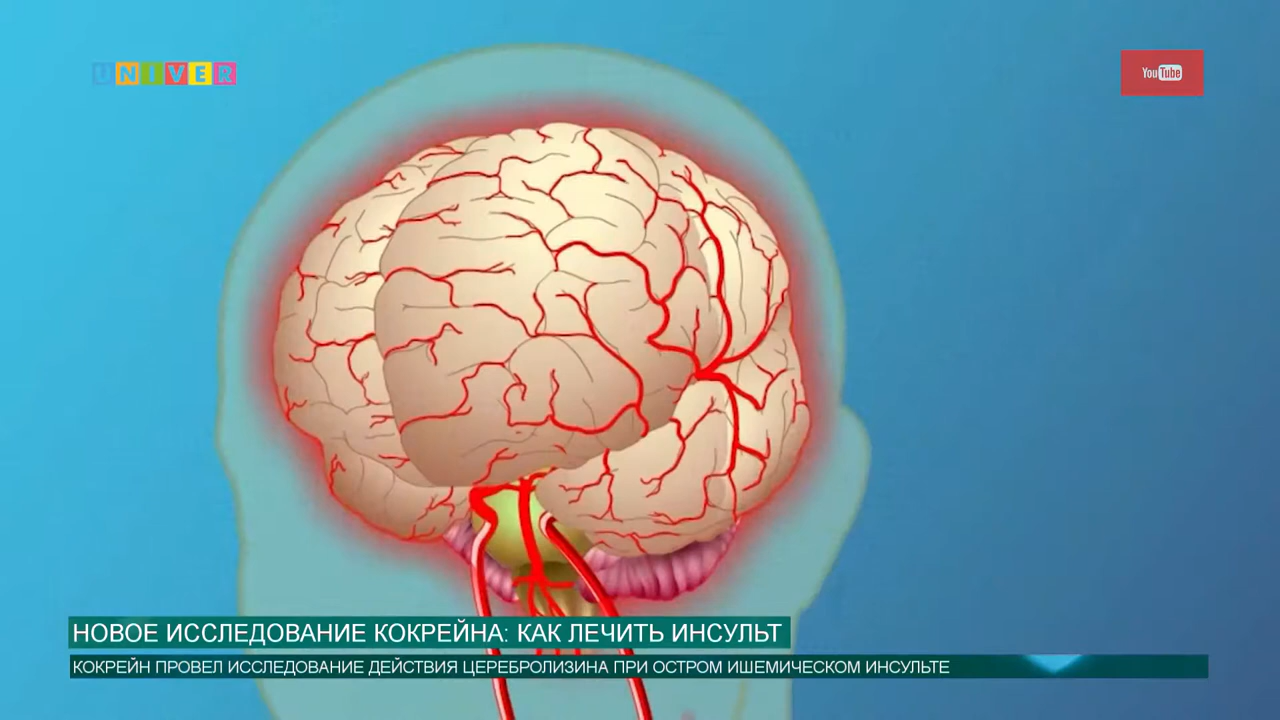 UNIVER
YouTube
НОВОЕ ИССЛЕДОВАНИЕ КОКРЕЙНА: КАК ЛЕЧИТЬ ИНСУЛЬТ
КОКРЕЙН ПРОВЕЛ ИССЛЕДОВАНИЕ ДЕЙСТВИЯ ЦЕРЕБРОЛИЗИНА ПРИ ОСТРОМ ИШЕМИЧЕСКОМ ИНСУЛЬТЕ